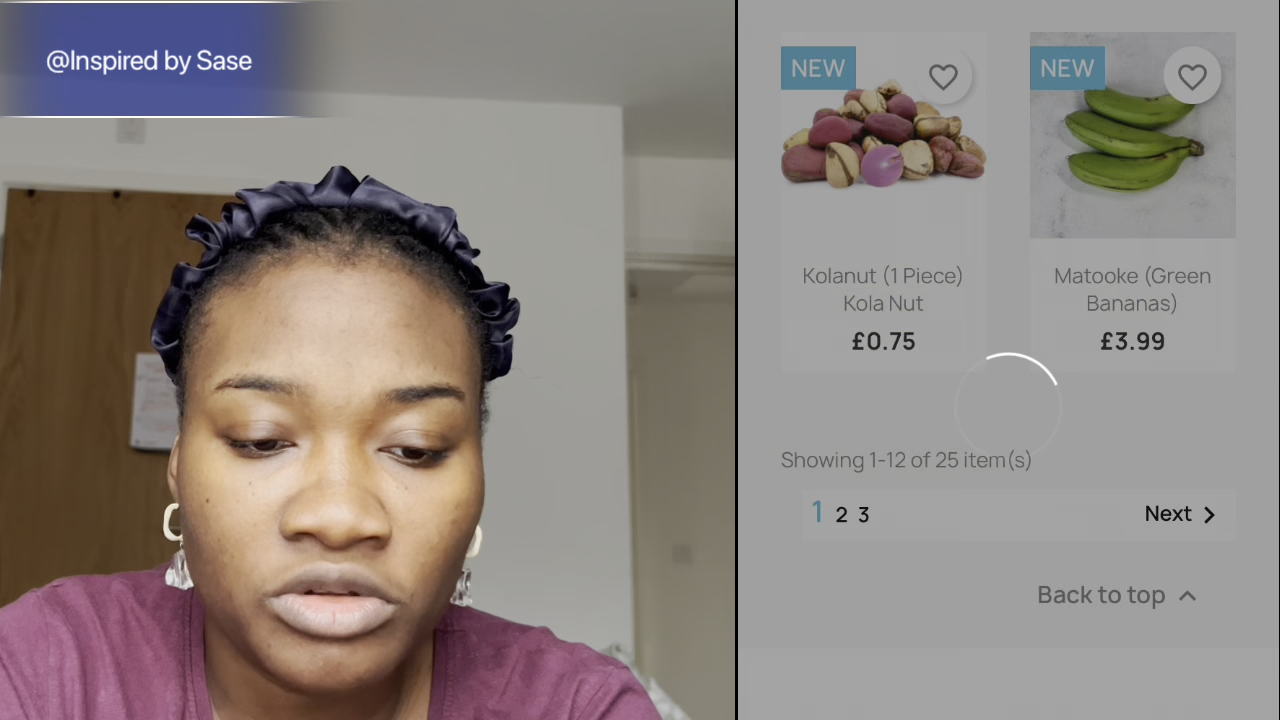 @Inspired by Sase
NEW
NEW
Kolanut (1 Piece)
Kola Nut
£0.75
Matooke (Green
Bananas)
£3.99
Showing 1-12 of 25 item(s)
1 2 3
Next
Back to top